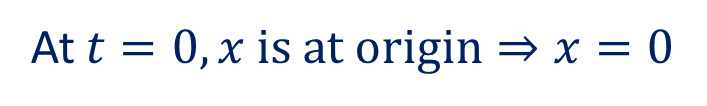 At t = 0, x is at origin ⇒ x = 0